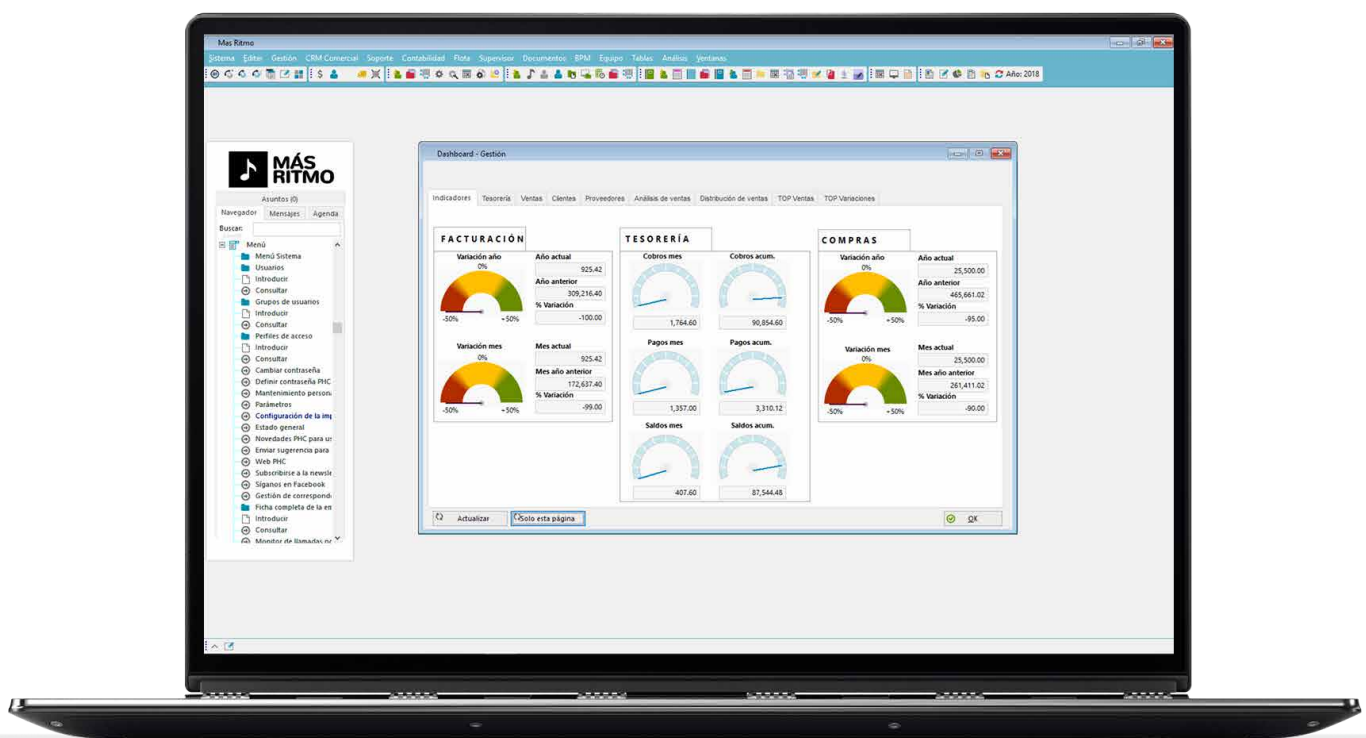 Mas Ritmo
Sistema Editar Gestión CRM Comercial Soporte Contabilidad Flota Supervisor Documentos BPM Equipo Tablas Análisis Ventanas
Año: 2018
MÁS
RITMO
Asuntos (0)
Navegador Mensajes Agenda
Buscar:
Menú
Menú Sistema
Usuarios
Introducir
Consultar
Grupos de usuarios
Introducir
Consultar
Perfiles de acceso
Introducir
Consultar
Cambiar contraseña
Definir contraseña PHC
Mantenimiento persona
Parámetros
Configuración de la imp
Estado general
Novedades PHC para us
Enviar sugerencia para
Web PHC
Subscribirse a la newsle
Síganos en Facebook
Gestión de corresponde
Ficha completa de la em
Introducir
Consultar
Monitor de llamadas po
Dashboard - Gestión
Indicadores Tesorería Ventas Clientes Proveedores Análisis de ventas Distribución de ventas TOP Ventas TOP Variaciones
FACTURACIÓN
Variación año
0%
-50% +50%
Año actual
925.42
Año anterior
309,216.40
% Variación
-100.00
Variación mes
0%
-50% +50%
Mes actual
925.42
Mes año anterior
172,637.40
% Variación
-99.00
TESORERÍA
Cobros mes Cobros acum.
1,764.60 90,854.60
Pagos mes Pagos acum.
1,357.00 3,310.12
Saldos mes Saldos acum.
407.60 87,544.48
COMPRAS
Variación año
0%
-50% +50%
Año actual
25,500.00
Año anterior
465,661.02
% Variación
-95.00
Variación mes
0%
-50% +50%
Mes actual
25,500.00
Mes año anterior
261,411.02
% Variación
-90.00
Actualizar Solo esta página OK